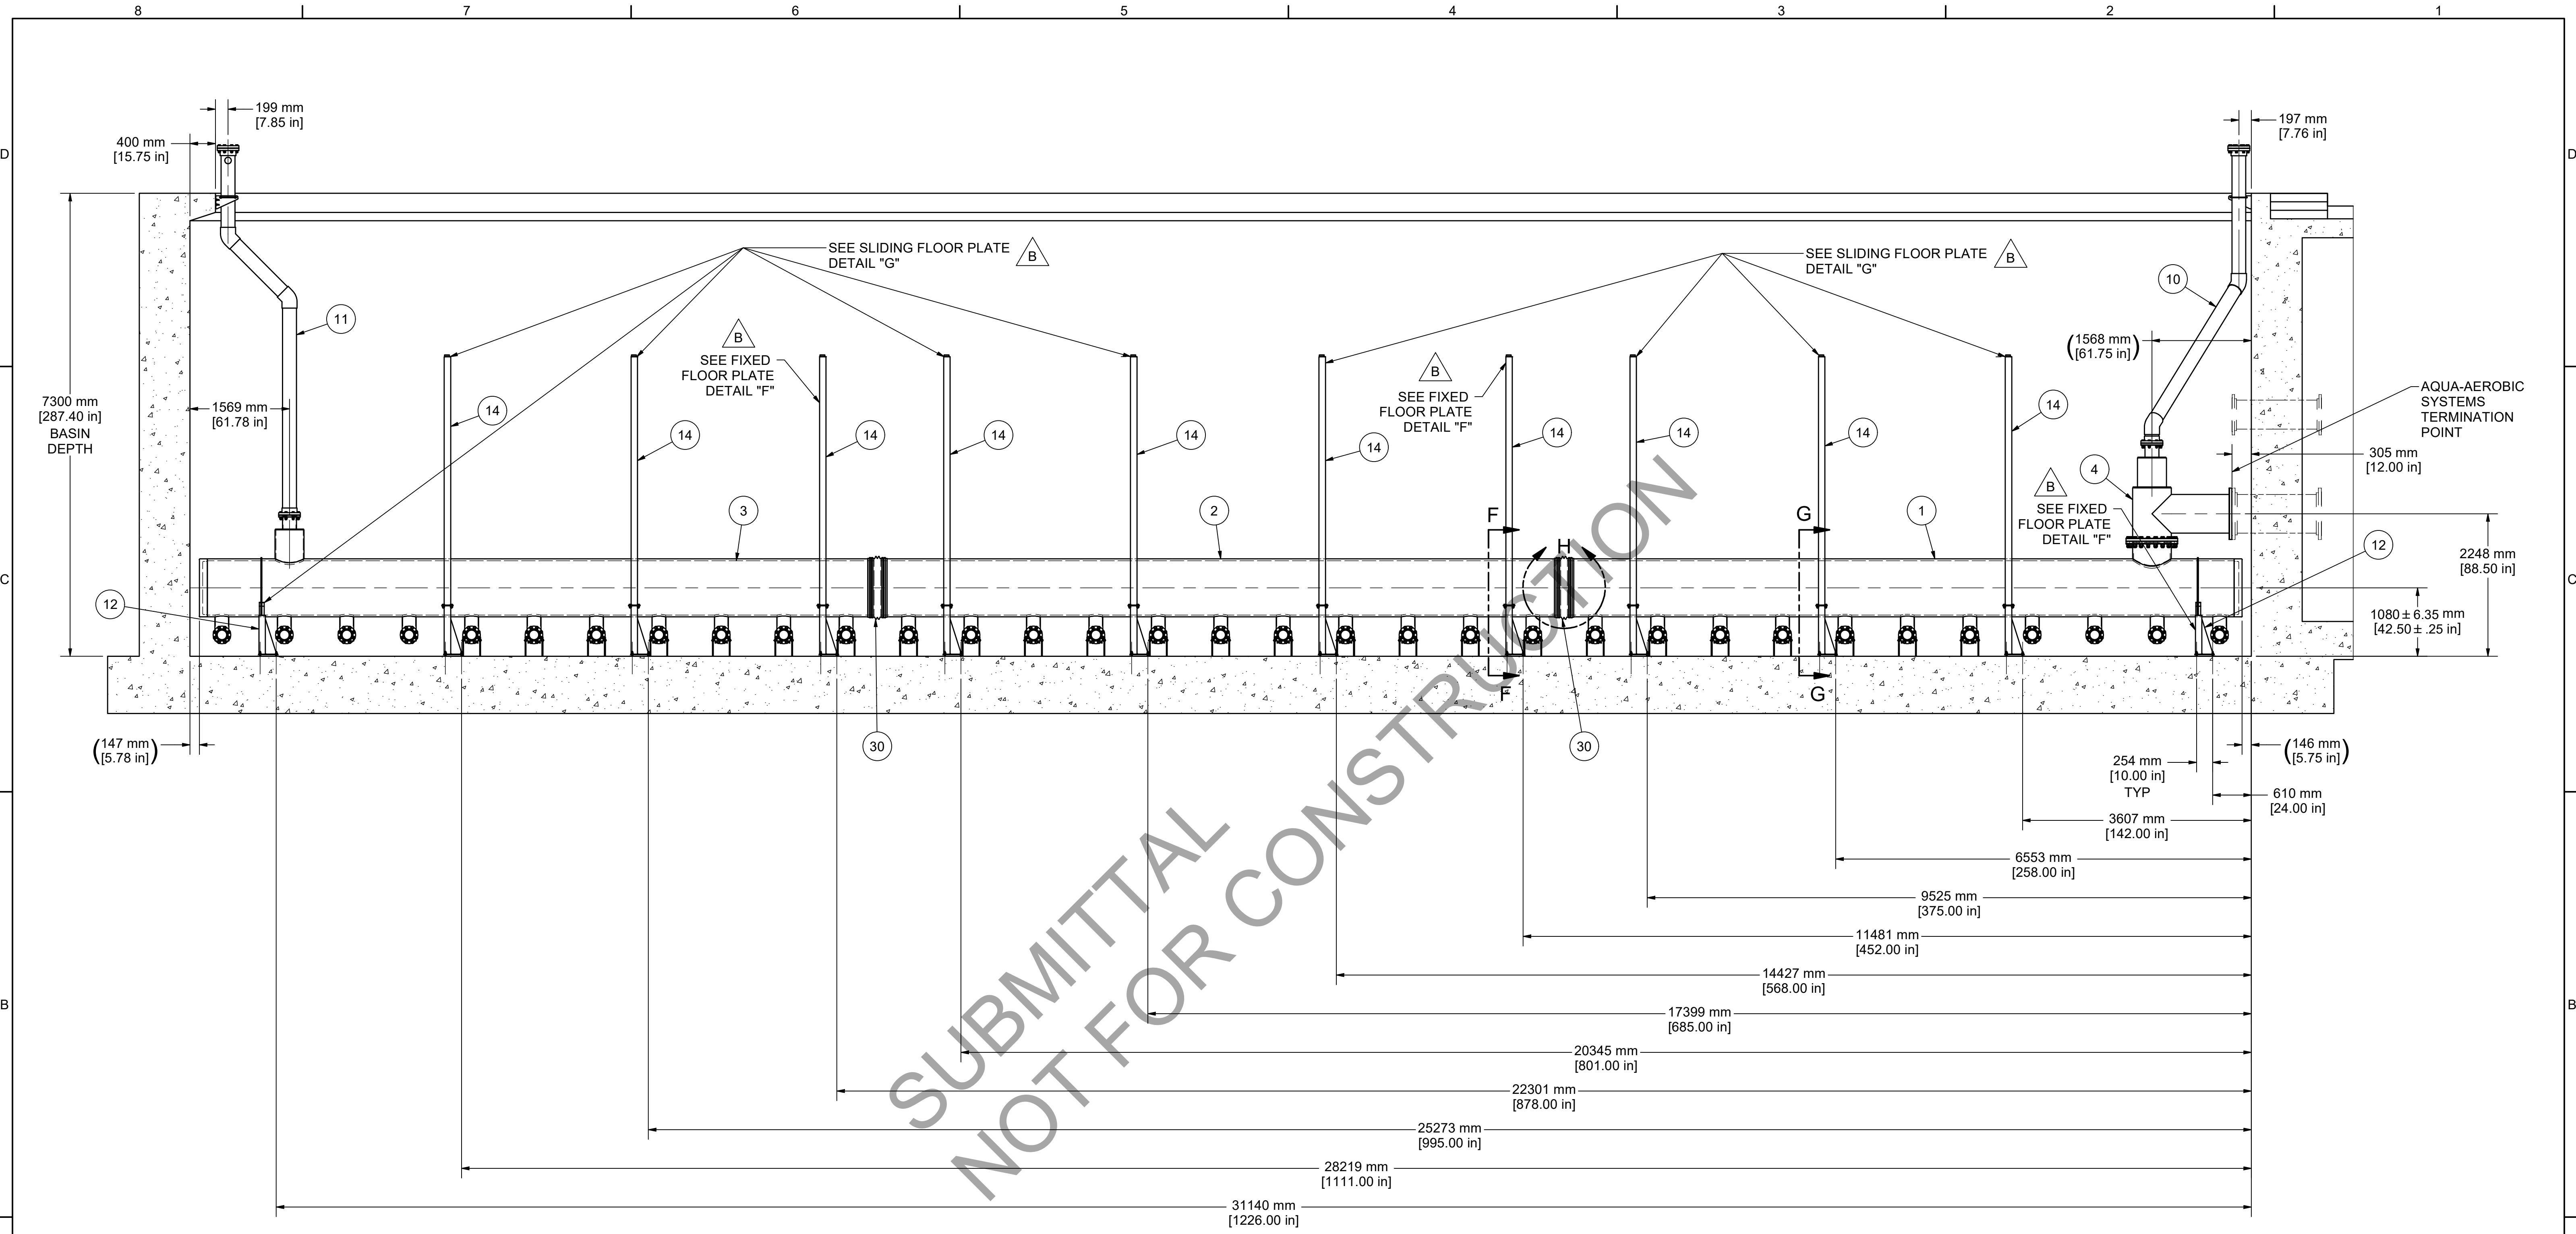 8 7 6 5 4 3 2 1
D
D
199 mm
[7.85 in]
400 mm
[15.75 in]
197 mm
[7.76 in]
SEE SLIDING FLOOR PLATE
DETAIL "G"
B
SEE SLIDING FLOOR PLATE
DETAIL "G"
B
10
11
B
SEE FIXED
FLOOR PLATE
DETAIL "F"
B
SEE FIXED
FLOOR PLATE
DETAIL "F"
(1568 mm)
[61.75 in]
AQUA-AEROBIC
SYSTEMS
TERMINATION
POINT
7300 mm
[287.40 in]
BASIN
DEPTH
1569 mm
[61.78 in]
14
14
14
14
14
14
14
14
14
14
305 mm
[12.00 in]
4
B
SEE FIXED
FLOOR PLATE
DETAIL "F"
3
2
1
F
G
H
12
2248 mm
[88.50 in]
C
C
12
1080 ± 6.35 mm
[42.50 ± .25 in]
F
G
(147 mm)
[5.78 in]
30
30
(146 mm)
[5.75 in]
254 mm
[10.00 in]
TYP
610 mm
[24.00 in]
3607 mm
[142.00 in]
6553 mm
[258.00 in]
9525 mm
[375.00 in]
11481 mm
[452.00 in]
14427 mm
[568.00 in]
B
B
17399 mm
[685.00 in]
20345 mm
[801.00 in]
22301 mm
[878.00 in]
25273 mm
[995.00 in]
28219 mm
[1111.00 in]
31140 mm
[1226.00 in]
SUBMITTAL
NOT FOR CONSTRUCTION